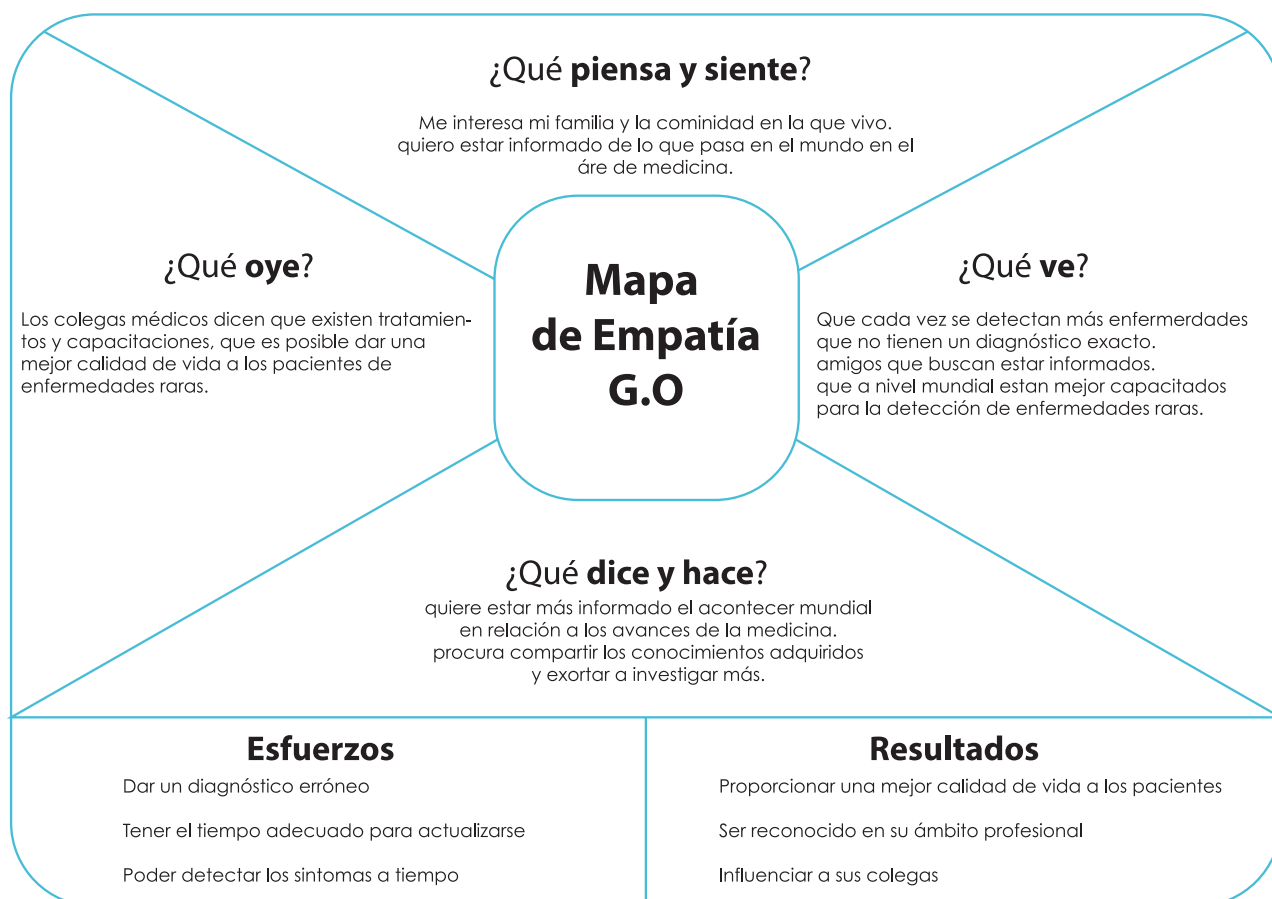 ¿Qué piensa y siente?
Me interesa mi familia y la cominidad en la que vivo.
quiero estar informado de lo que pasa en el mundo en el
áre de medicina.
¿Qué oye?
Los colegas médicos dicen que existen tratamien-
tos y capacitaciones, que es posible dar una
mejor calidad de vida a los pacientes de
enfermedades raras.
Mapa
de Empatía
G.O
¿Qué ve?
Que cada vez se detectan más enfermerdades
que no tienen un diagnóstico exacto.
amigos que buscan estar informados.
que a nivel mundial estan mejor capacitados
para la detección de enfermedades raras.
¿Qué dice y hace?
quiere estar más informado el acontecer mundial
en relación a los avances de la medicina.
procura compartir los conocimientos adquiridos
y exortar a investigar más.
Esfuerzos
Dar un diagnóstico erróneo
Tener el tiempo adecuado para actualizarse
Poder detectar los sintomas a tiempo
Resultados
Proporcionar una mejor calidad de vida a los pacientes
Ser reconocido en su ámbito profesional
Influenciar a sus colegas